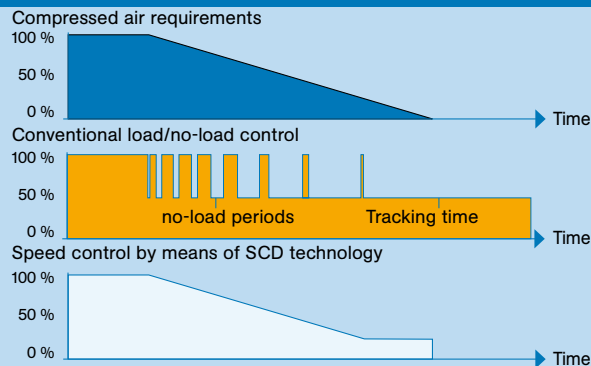 Compressed air requirements
100 %
50 %
0 %
Time
Conventional load/no-load control
100 %
50 %
no-load periods Tracking time
0 %
Time
Speed control by means of SCD technology
100 %
50 %
0 %
Time